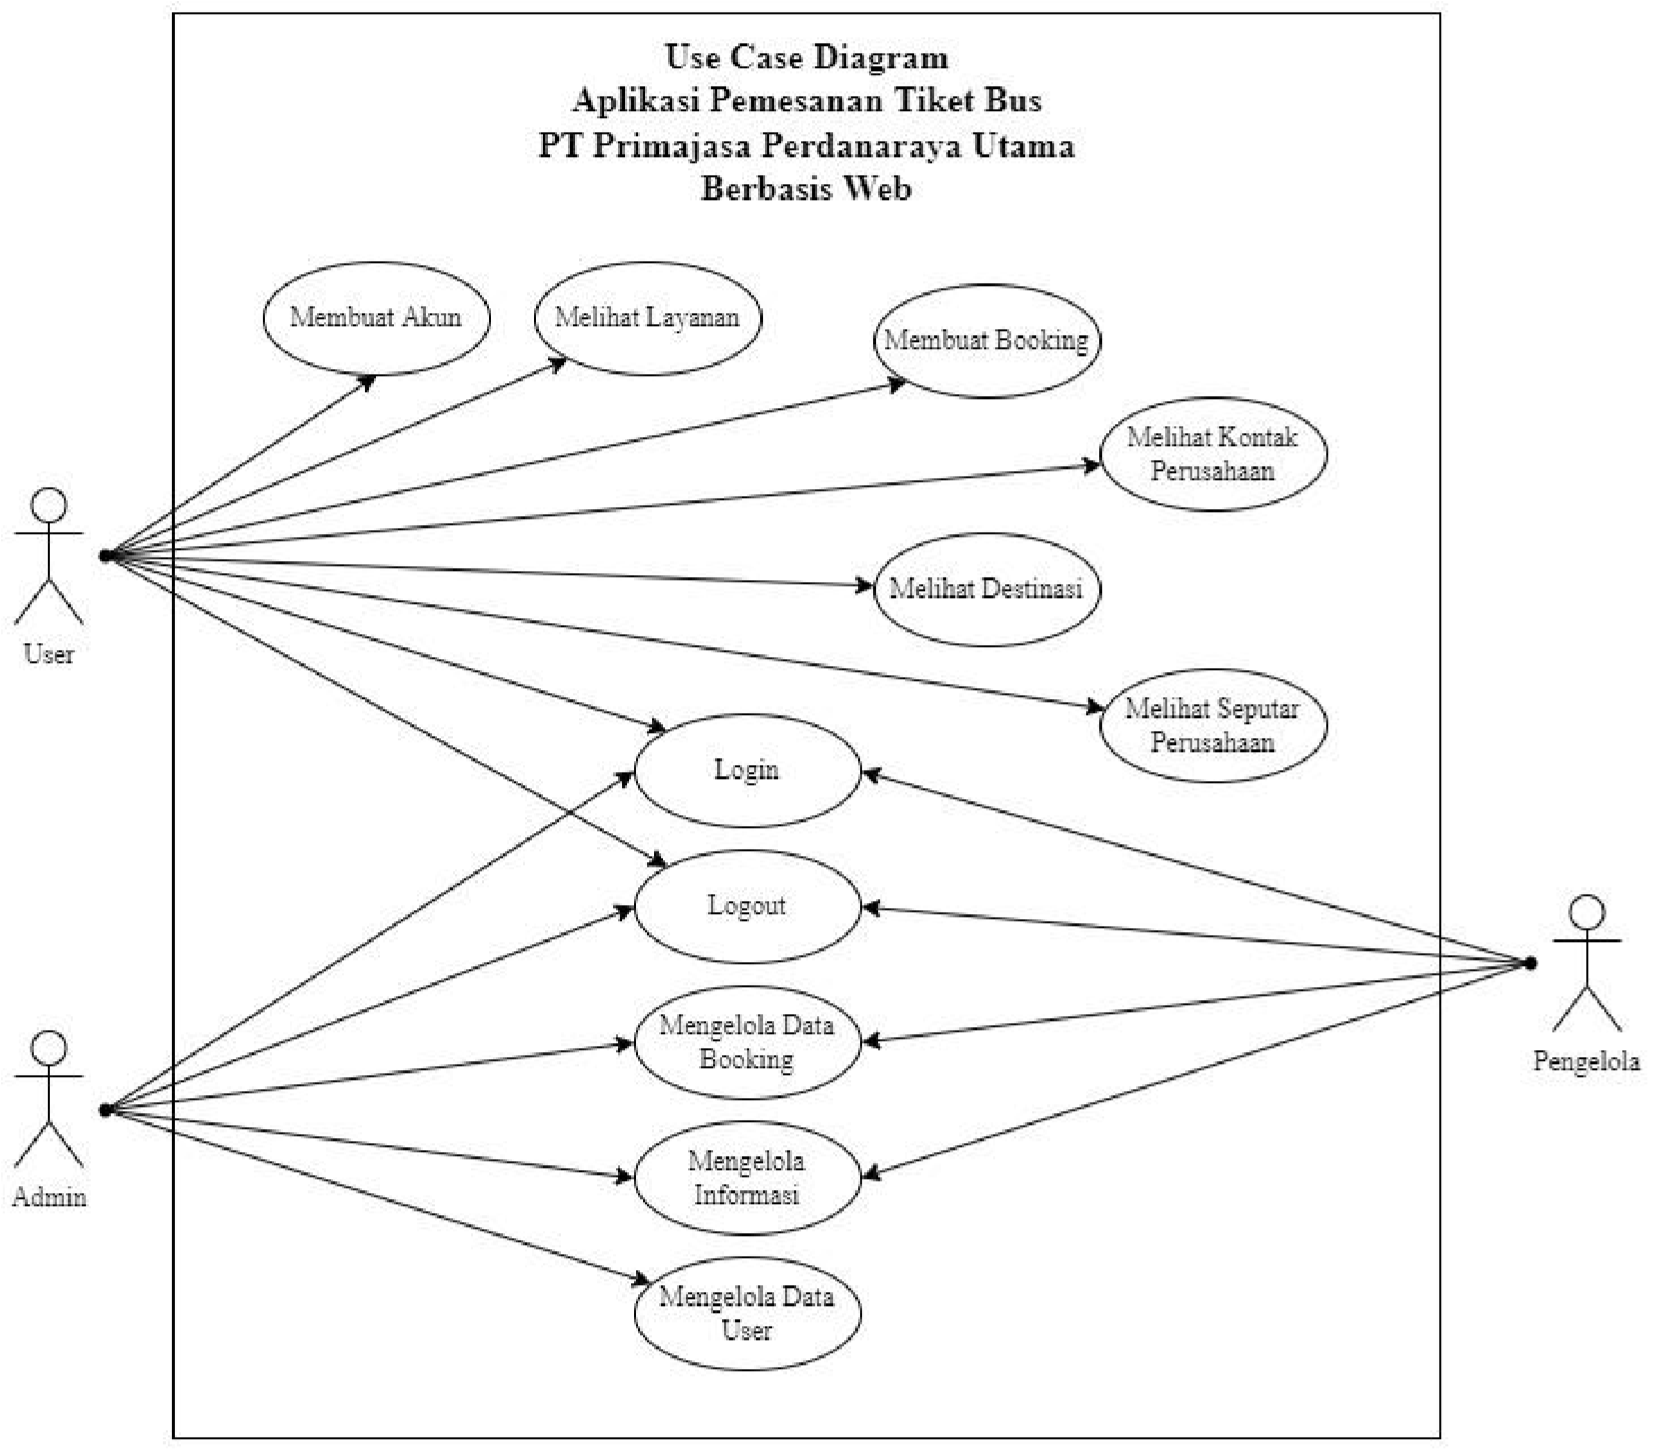 Use Case Diagram
Aplikasi Pemesanan Tiket Bus
PT Primajasa Perdanaraya Utama
Berbasis Web
Membuat Akun
Melihat Layanan
Membuat Booking
Melihat Kontak
Perusahaan
Melihat Destinasi
User
Melihat Seputar
Perusahaan
Login
Logout
Mengelola Data
Booking
Pengelola
Mengelola
Informasi
Admin
Mengelola Data
User